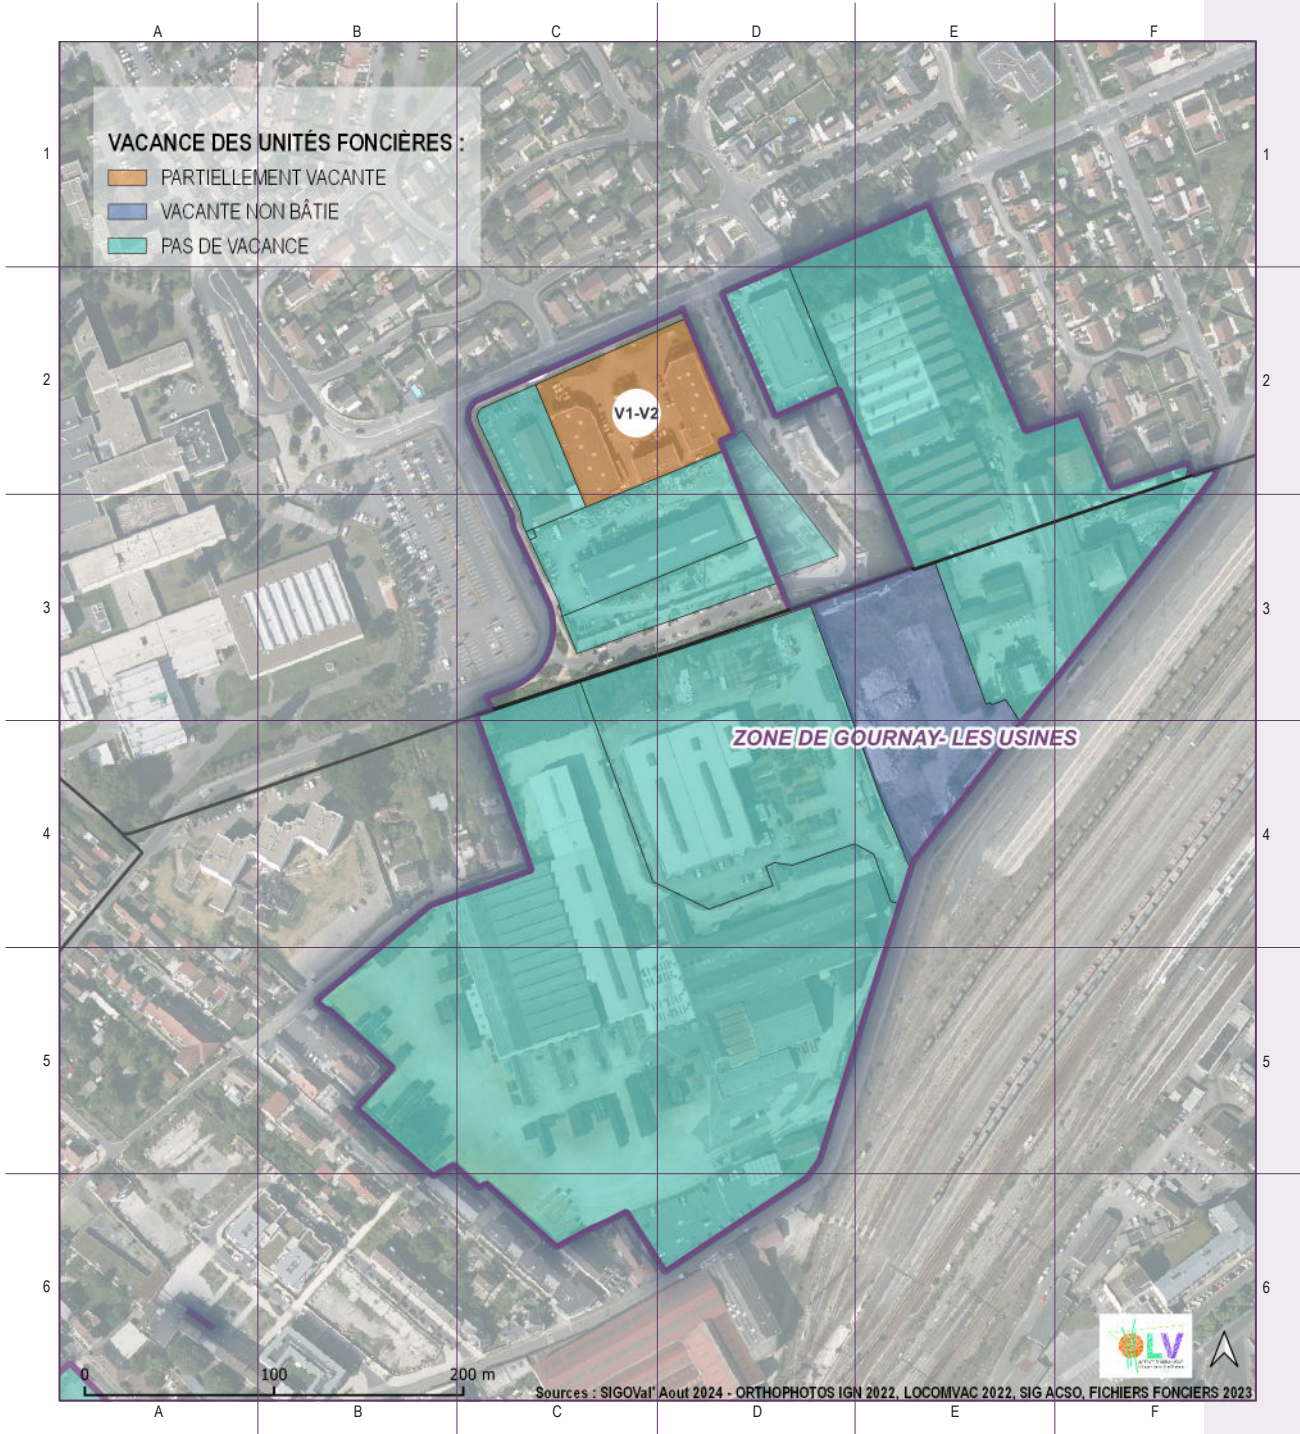 A B C D E F
VACANCE DES UNITÉS FONCIÈRES :
PARTIELLEMENT VACANTE
VACANTE NON BÂTIE
PAS DE VACANCE
1 1
2 2
V1-V2
3 3
ZONE DE GOURNAY- LES USINES
4 4
5 5
6 6
OLV
0 100 200 m
Sources : SIGOVal' Aout 2024 - ORTHOPHOTOS IGN 2022, LOCOMVAC 2022, SIG ACSO, FICHIERS FONCIERS 2023
A B C D E F